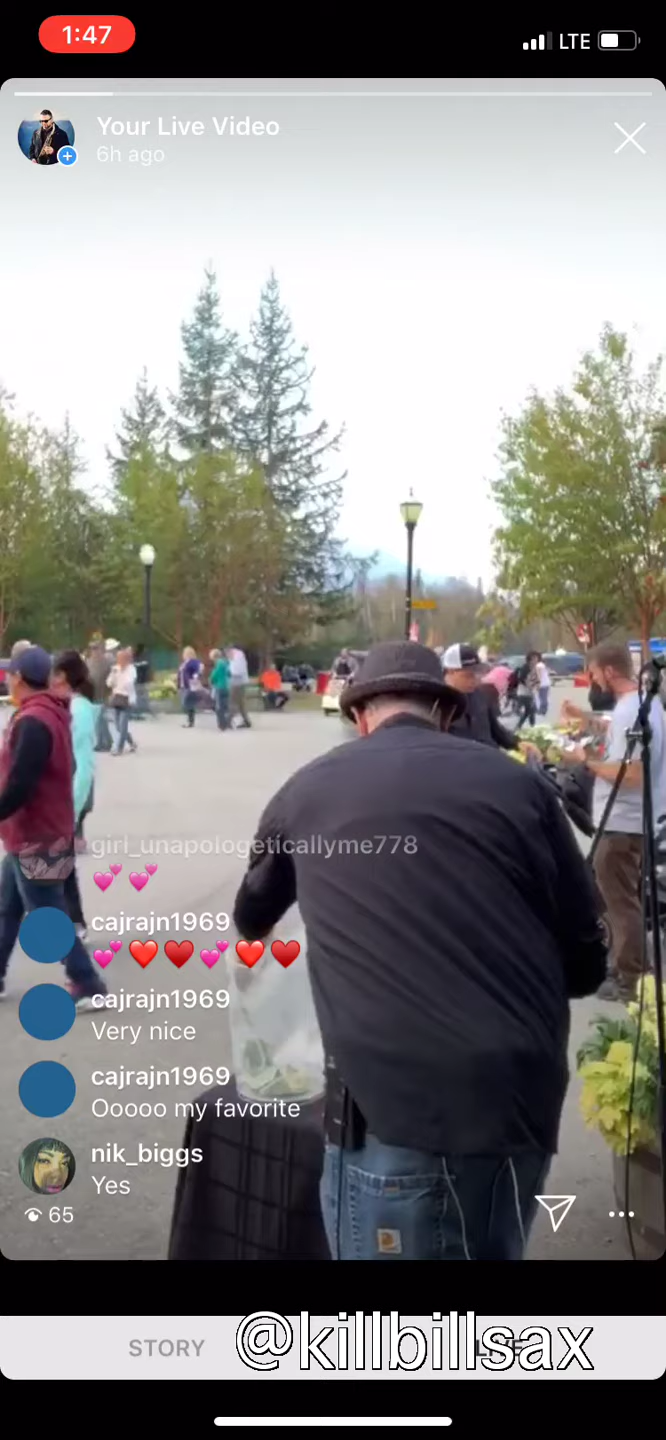 1:47
LTE
Your Live Video
6h ago
girl_unapologeticallyme778
💕 💕
cajrajn1969
💕❤️♥️💕❤️♥️
cajrajn1969
Very nice
cajrajn1969
Ooooo my favorite
nik_biggs
Yes
65
STORY
LIVE
@killbillsax